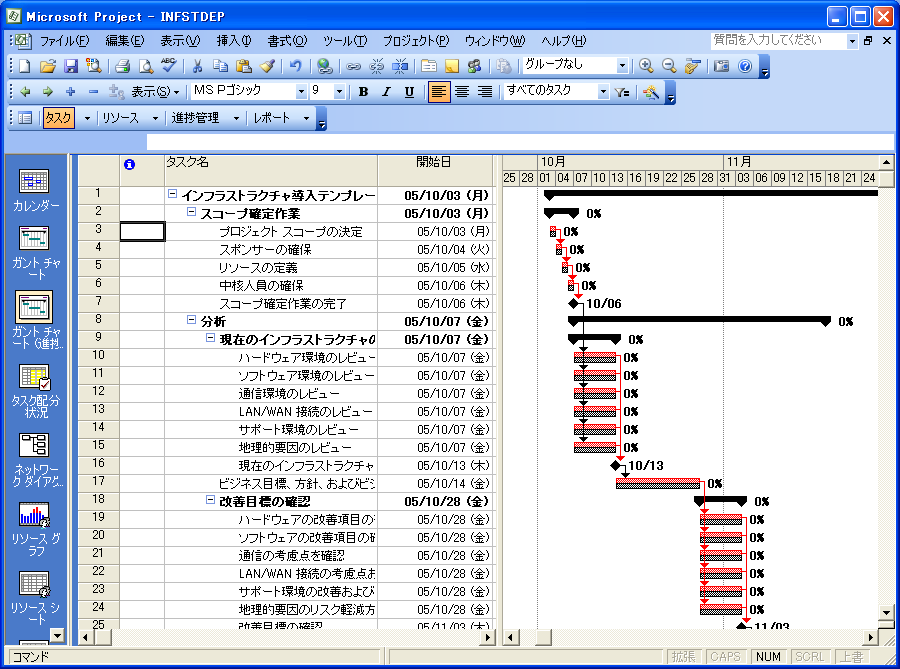 Microsoft Project - INFSTDEP
ファイル(F) 編集(E) 表示(V) 挿入(I) 書式(O) ツール(T) プロジェクト(P) ウィンドウ(W) ヘルプ(H) 質問を入力してください
グループなし
表示(S) MS Pゴシック 9 B I U すべてのタスク
タスク リソース 進捗管理 レポート
カレンダー
ガント チャート
ガント チャート (進捗..
タスク配分状況
ネットワーク ダイアグ..
リソース グラフ
リソース シート
タスク名 開始日 10月 11月
25 28 01 04 07 10 13 16 19 22 25 28 31 03 06 09 12 15 18 21 24
1 インフラストラクチャ導入テンプレー 05/10/03 (月)
2 スコープ確定作業 05/10/03 (月) 0%
3 プロジェクト スコープの決定 05/10/03 (月) 0%
4 スポンサーの確保 05/10/04 (火) 0%
5 リソースの定義 05/10/05 (水) 0%
6 中核人員の確保 05/10/06 (木) 0%
7 スコープ確定作業の完了 05/10/06 (木) 10/06
8 分析 05/10/07 (金) 0%
9 現在のインフラストラクチャの 05/10/07 (金) 0%
10 ハードウェア環境のレビュー 05/10/07 (金) 0%
11 ソフトウェア環境のレビュー 05/10/07 (金) 0%
12 通信環境のレビュー 05/10/07 (金) 0%
13 LAN/WAN 接続のレビュー 05/10/07 (金) 0%
14 サポート環境のレビュー 05/10/07 (金) 0%
15 地理的要因のレビュー 05/10/07 (金) 0%
16 現在のインフラストラクチャ 05/10/13 (木) 10/13
17 ビジネス目標、方針、およびビジ 05/10/14 (金) 0%
18 改善目標の確認 05/10/28 (金) 0%
19 ハードウェアの改善項目の 05/10/28 (金) 0%
20 ソフトウェアの改善項目の 05/10/28 (金) 0%
21 通信の考慮点を確認 05/10/28 (金) 0%
22 LAN/WAN 接続の考慮点お 05/10/28 (金) 0%
23 サポート環境の改善および 05/10/28 (金) 0%
24 地理的要因のリスク軽減方 05/10/28 (金) 0%
25 改善目標の確認 05/11/03 (木) 11/03
コマンド 拡張 CAPS NUM SCRL 上書